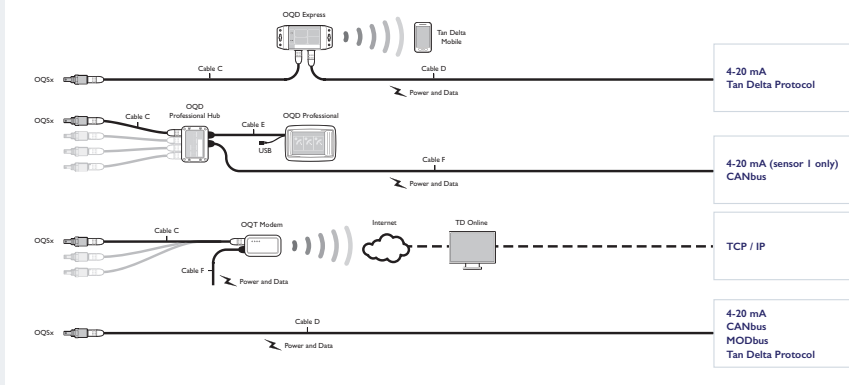 OQD Express
Tan Delta
Mobile
Cable C
Cable D
OQSx
Power and Data
4-20 mA
Tan Delta Protocol
OQD
Professional Hub
OQD Professional
Cable C
Cable E
OQSx
USB
Cable F
Power and Data
4-20 mA (sensor 1 only)
CANbus
OQT Modem
Internet
TD Online
Cable C
OQSx
TCP / IP
Cable F
Power and Data
Cable D
OQSx
Power and Data
4-20 mA
CANbus
MODbus
Tan Delta Protocol